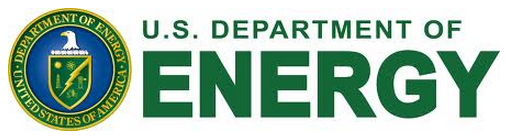 DEPARTMENT OF ENERGY
UNITED STATES OF AMERICA
U.S. DEPARTMENT OF
ENERGY